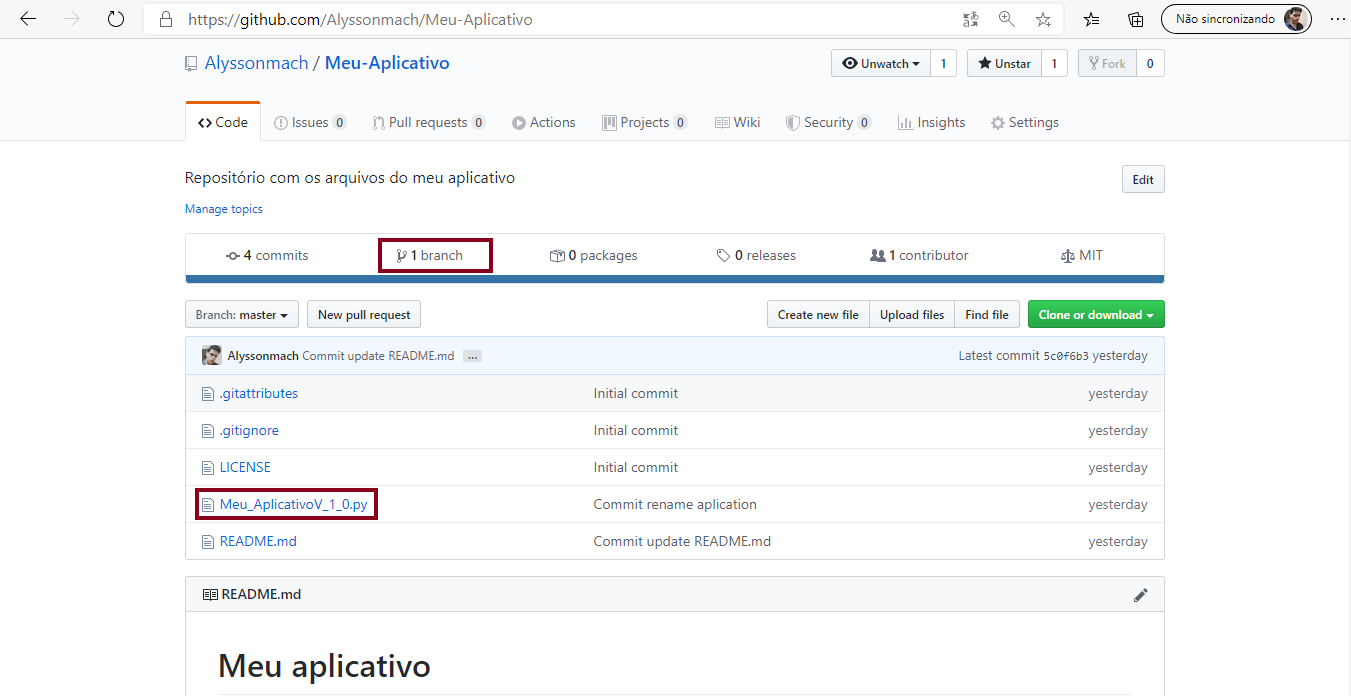 https://github.com/Alyssonmach/Meu-Aplicativo
Não sincronizando
Alyssonmach / Meu-Aplicativo
Unwatch 1
Unstar 1
Fork 0
Code
Issues 0
Pull requests 0
Actions
Projects 0
Wiki
Security 0
Insights
Settings
Repositório com os arquivos do meu aplicativo
Edit
Manage topics
4 commits
1 branch
0 packages
0 releases
1 contributor
MIT
Branch: master
New pull request
Create new file
Upload files
Find file
Clone or download
Alyssonmach Commit update README.md ...
Latest commit 5c0f6b3 yesterday
.gitattributes Initial commit yesterday
.gitignore Initial commit yesterday
LICENSE Initial commit yesterday
Meu_AplicativoV_1_0.py Commit rename aplication yesterday
README.md Commit update README.md yesterday
README.md
Meu aplicativo